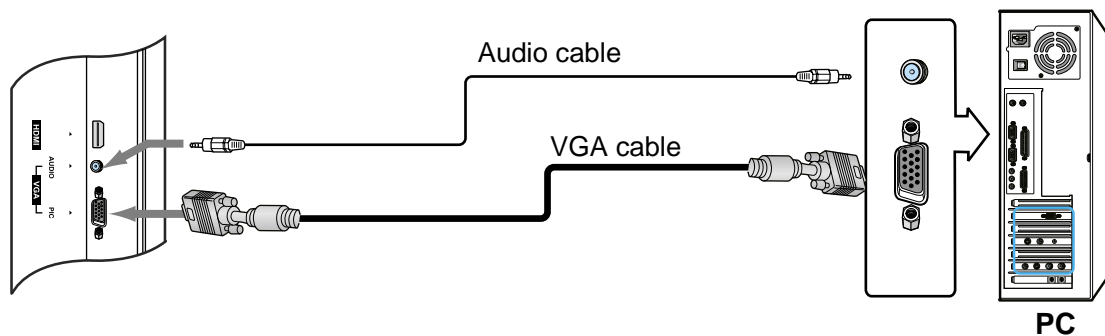 Audio cable
VGA cable
HDMI
AUDIO
VGA
PIC
PC